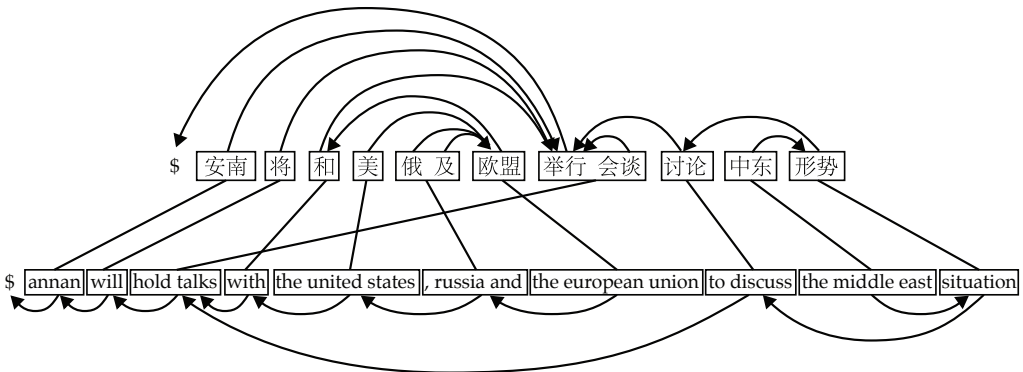 $ 安南 将 和 美 俄 及 欧盟 举行 会谈 讨论 中东 形势
$ annan will hold talks with the united states , russia and the european union to discuss the middle east situation